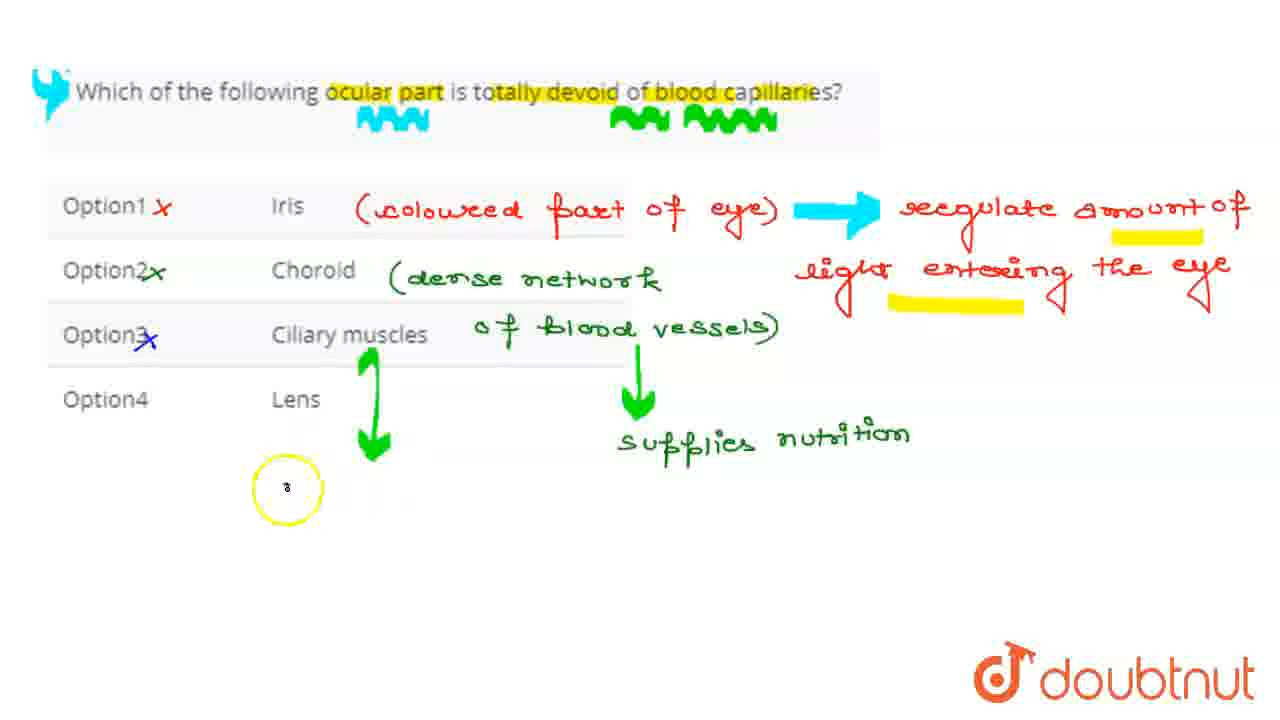 Which of the following ocular part is totally devoid of blood capillaries?
Option1 x Iris (coloured part of eye) regulate amount of
light entering the eye
Option2 x Choroid (dense network
of blood vessels)
Option3 x Ciliary muscles
Option4 Lens
supplies nutrition
doubtnut